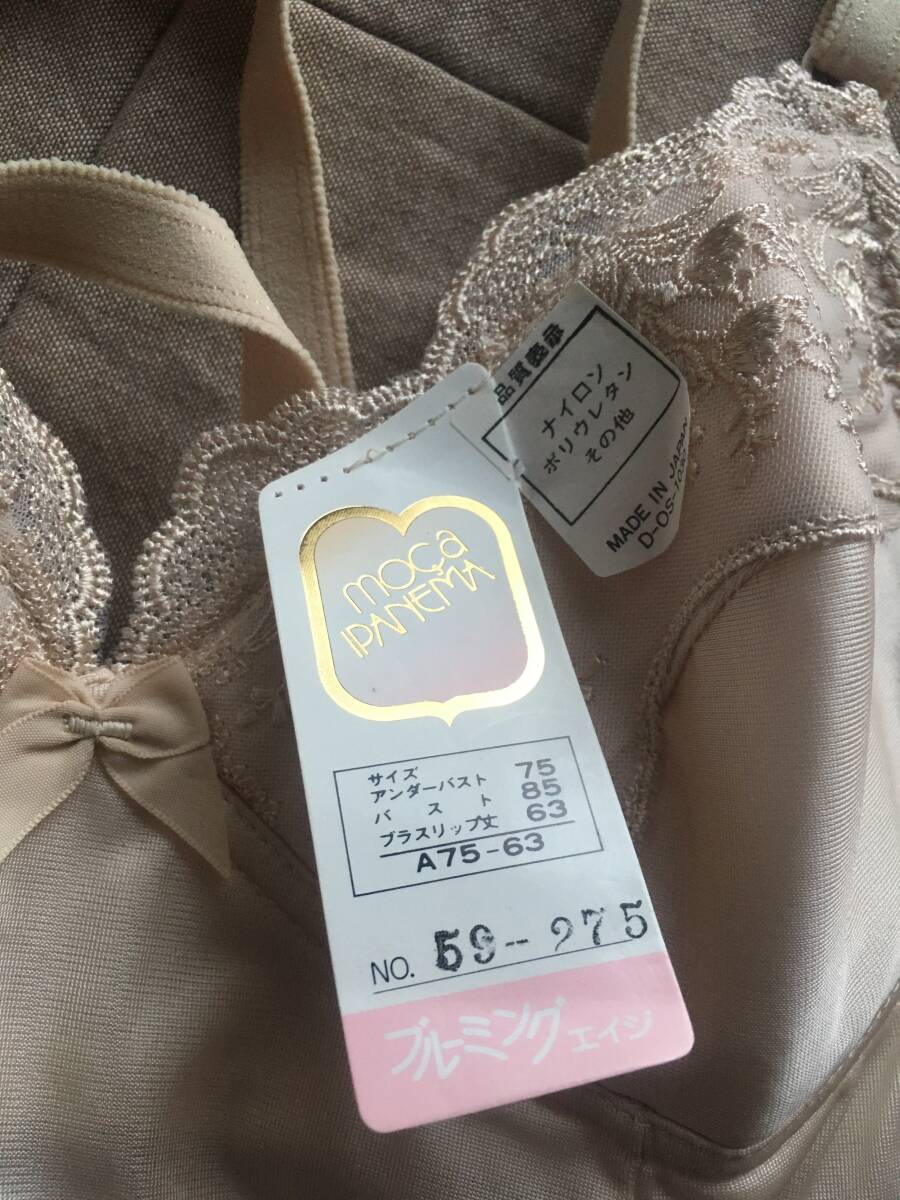 品質表示
ナイロン
ポリウレタン
その他
MADE IN JAPAN
moça
IPANEMA
サイズ
アンダーバスト 75
バスト 85
ブラスリップ丈 63
A75-63
NO. 59--275
ブルーミング エイジ